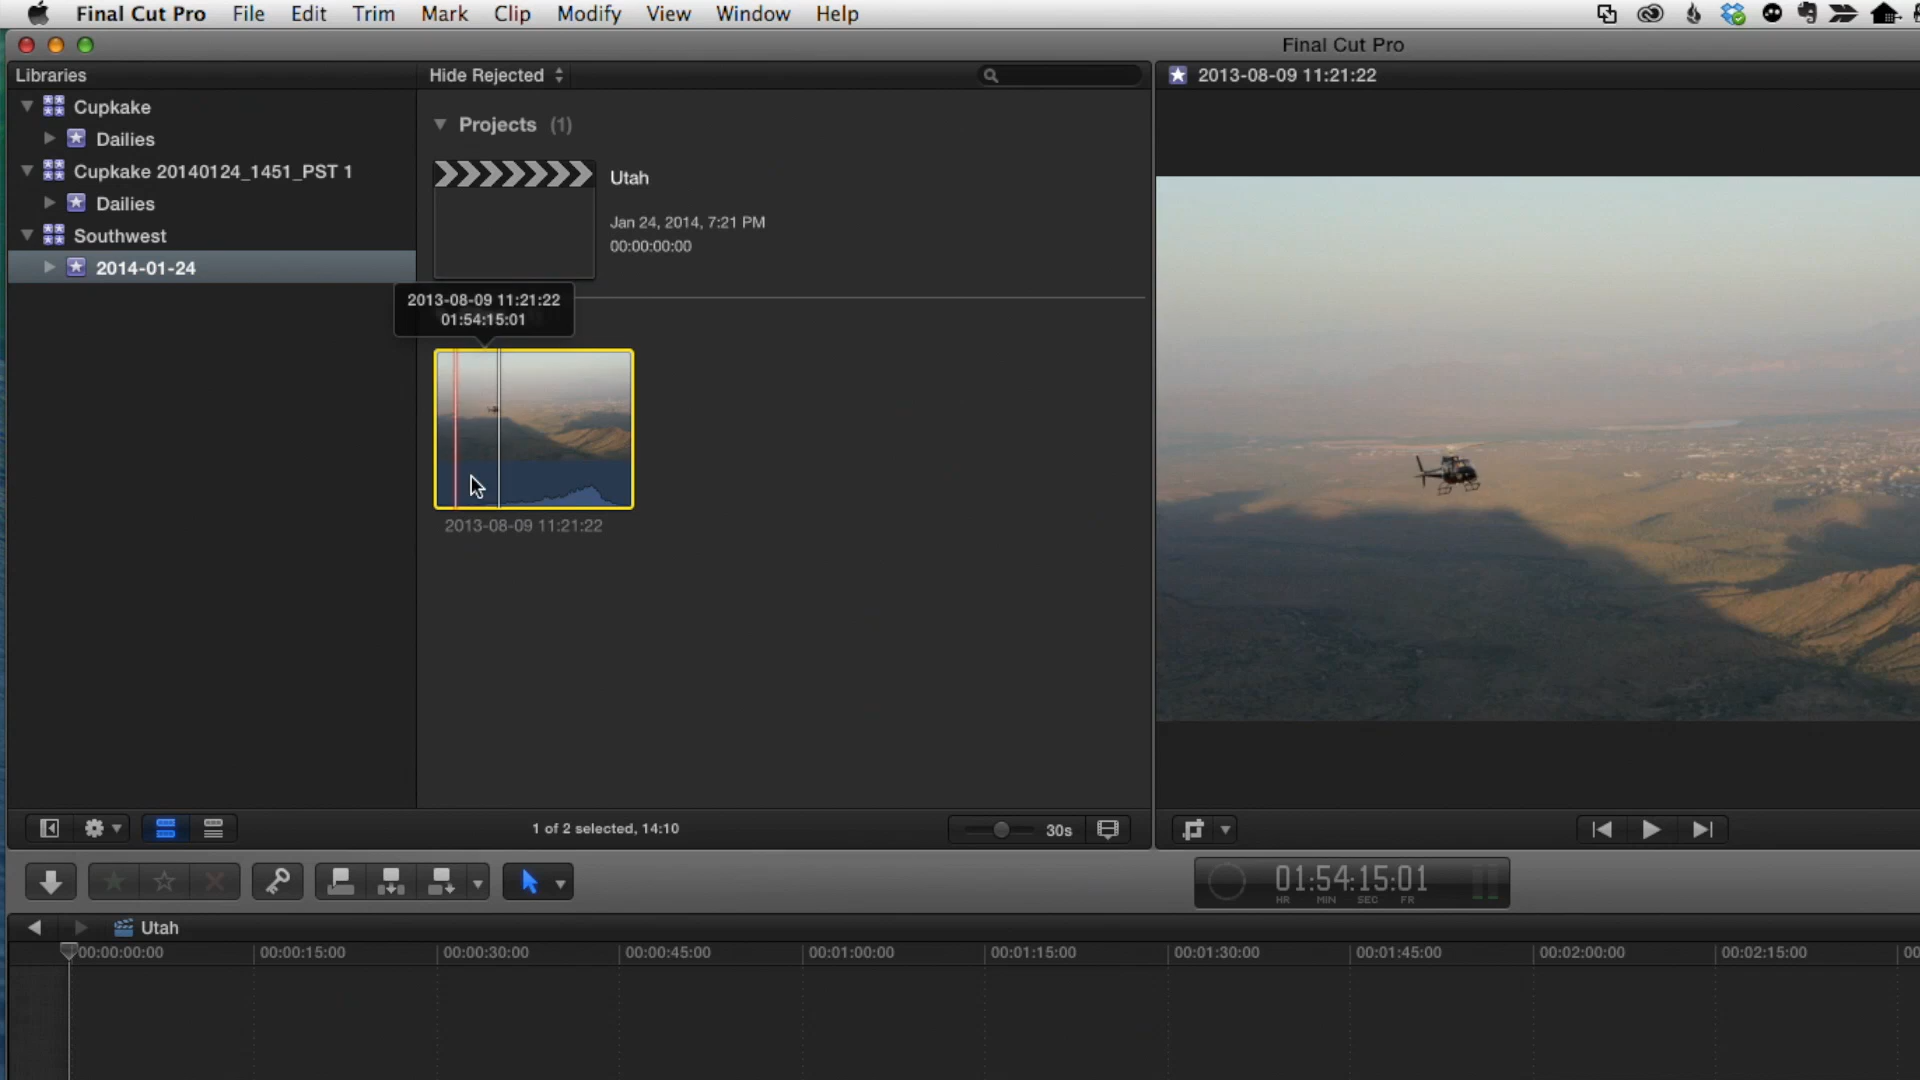 Final Cut Pro File Edit Trim Mark Clip Modify View Window Help
Final Cut Pro
Libraries
Hide Rejected
2013-08-09 11:21:22
Cupkake
Dailies
Cupkake 20140124_1451_PST 1
Dailies
Southwest
2014-01-24
Projects (1)
Utah
Jan 24, 2014, 7:21 PM
00:00:00:00
2013-08-09 11:21:22
01:54:15:01
2013-08-09 11:21:22
1 of 2 selected, 14:10
30s
01:54:15:01
HR MIN SEC FR
Utah
00:00:00:00 00:00:15:00 00:00:30:00 00:00:45:00 00:01:00:00 00:01:15:00 00:01:30:00 00:01:45:00 00:02:00:00 00:02:15:00 00